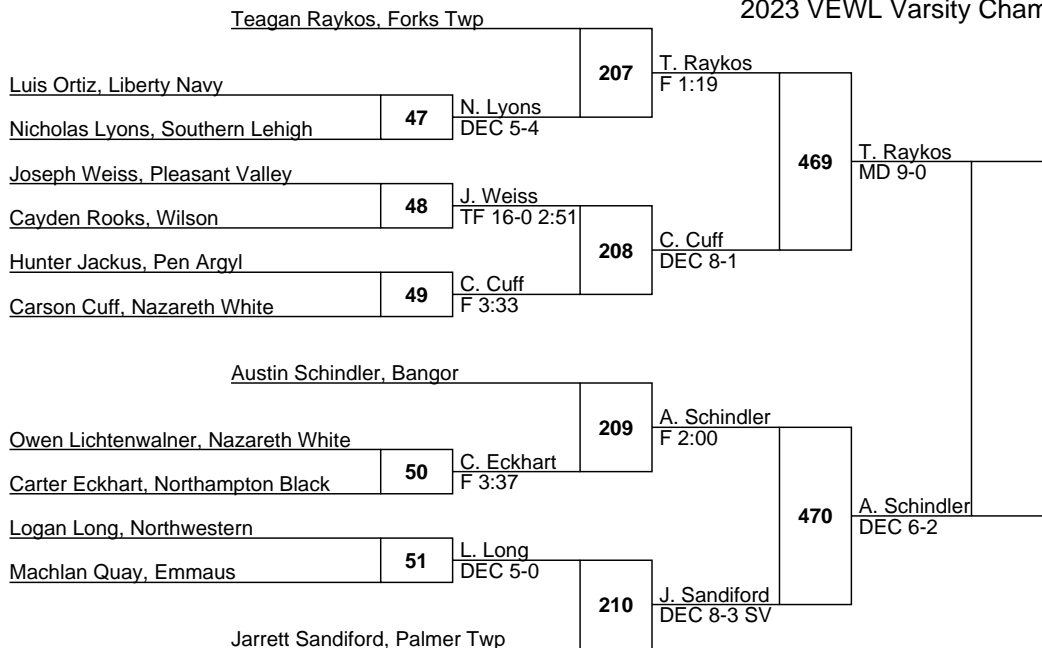 2023 VEWL Varsity Cham
Teagan Raykos, Forks Twp
207
T. Raykos
F 1:19
Luis Ortiz, Liberty Navy
47
N. Lyons
DEC 5-4
Nicholas Lyons, Southern Lehigh
469
T. Raykos
MD 9-0
Joseph Weiss, Pleasant Valley
48
J. Weiss
TF 16-0 2:51
Cayden Rooks, Wilson
208
C. Cuff
DEC 8-1
Hunter Jackus, Pen Argyl
49
C. Cuff
F 3:33
Carson Cuff, Nazareth White
Austin Schindler, Bangor
209
A. Schindler
F 2:00
Owen Lichtenwalner, Nazareth White
50
C. Eckhart
F 3:37
Carter Eckhart, Northampton Black
470
A. Schindler
DEC 6-2
Logan Long, Northwestern
51
L. Long
DEC 5-0
Machlan Quay, Emmaus
210
J. Sandiford
DEC 8-3 SV
Jarrett Sandiford, Palmer Twp